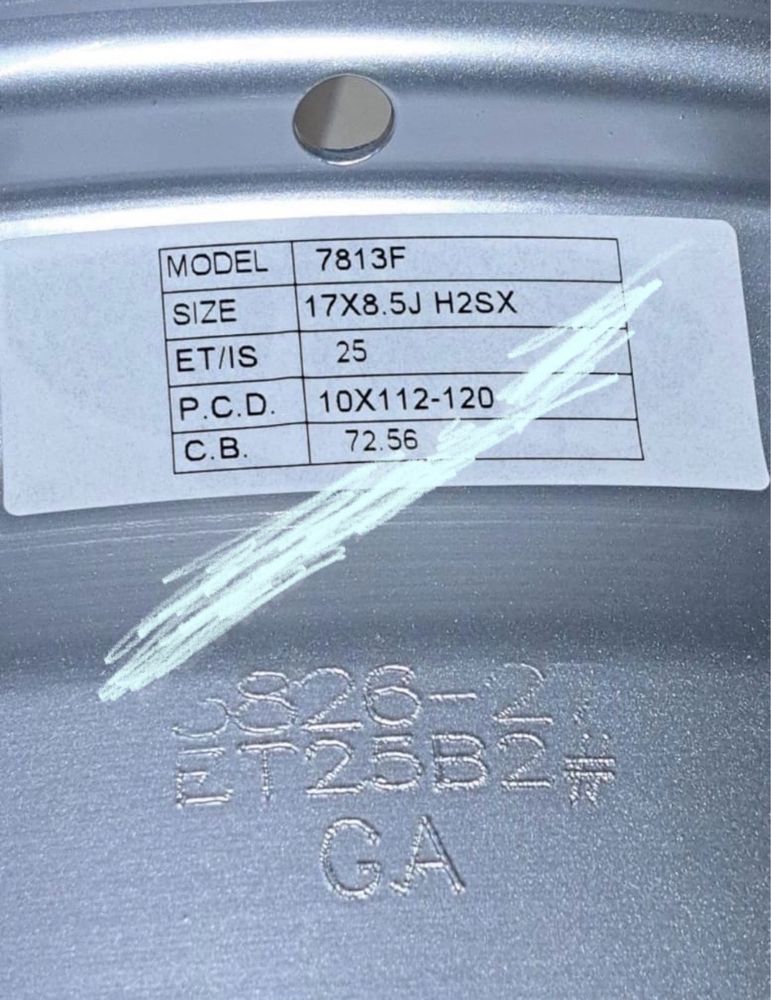 MODEL 7813F
SIZE 17X8.5J H2SX
ET/IS 25
P.C.D. 10X112-120
C.B. 72.56
ET25B2#
GA